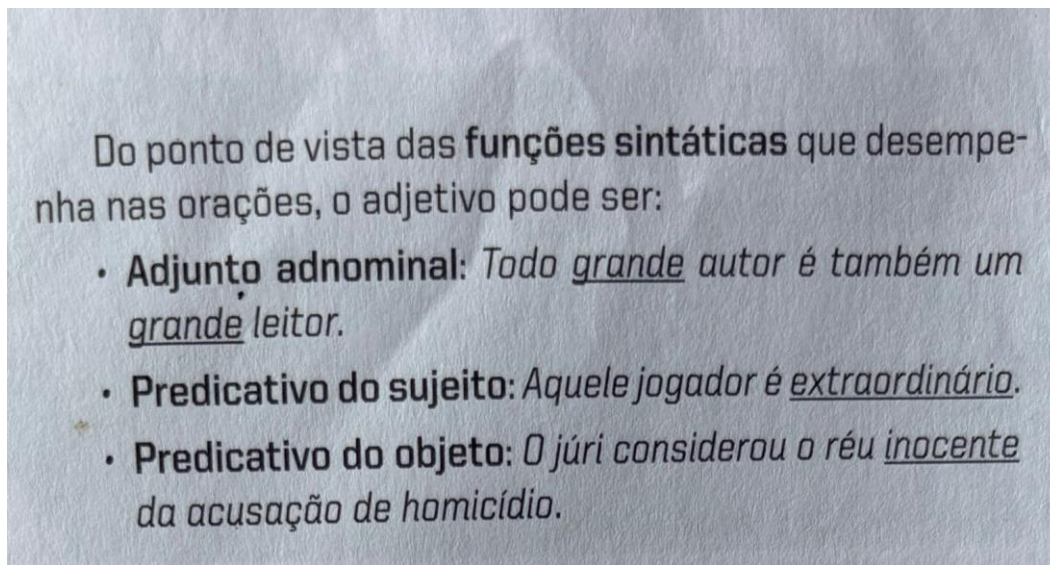 Do ponto de vista das funções sintáticas que desempe-
nha nas orações, o adjetivo pode ser:
• Adjunto adnominal: Todo grande autor é também um
grande leitor.
• Predicativo do sujeito: Aquele jogador é extraordinário.
• Predicativo do objeto: O júri considerou o réu inocente
da acusação de homicídio.